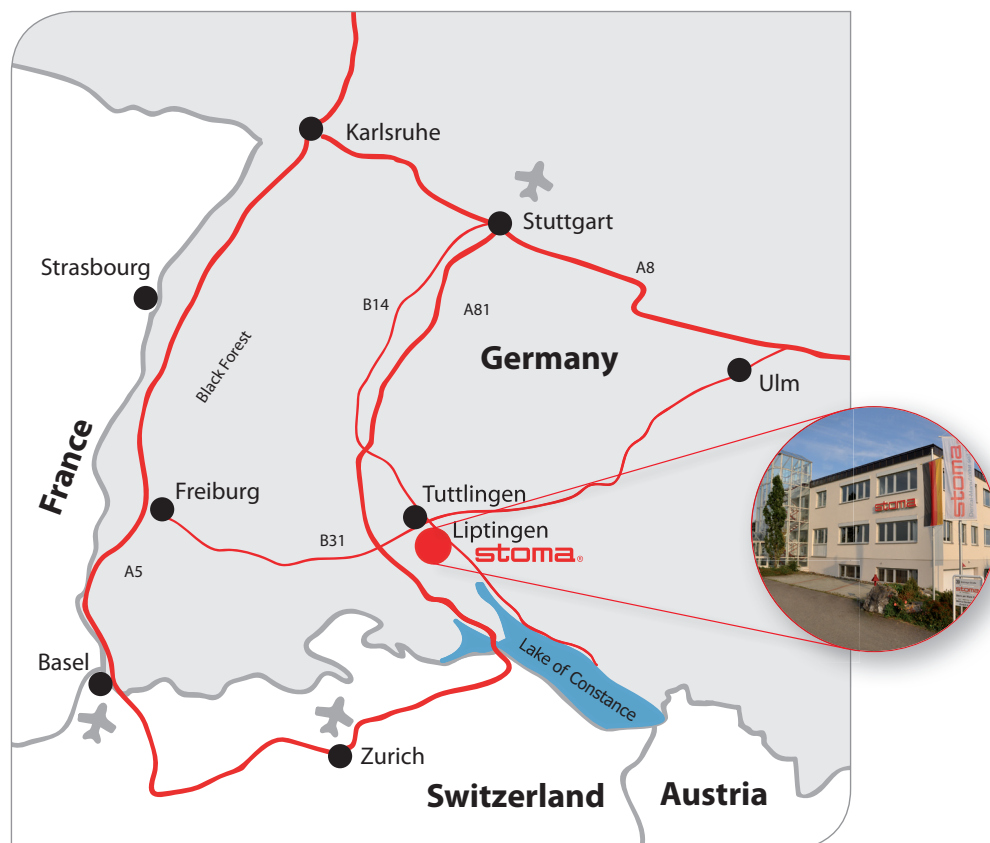 Karlsruhe
Stuttgart
Strasbourg
A8
B14
A81
Black Forest
Germany
Ulm
France
Freiburg
Tuttlingen
Liptingen
stoma®
B31
A5
stoma
stoma
Basel
Lake of Constance
Zurich
Switzerland
Austria